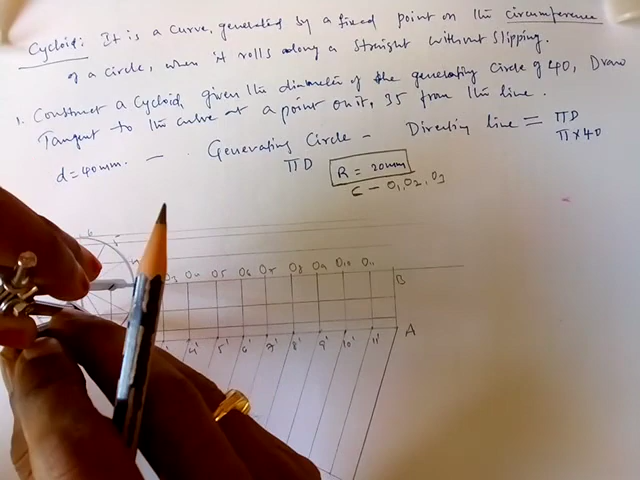 Cycloid: It is a curve generated by a fixed point on the circumference
of a circle, when it rolls along a straight without slipping.
1. Construct a cycloid given the diameter of the generating circle of 40, Draw
Tangent to the curve at a point on it, 35 from the line.
d=40mm. — Generating Circle - Directing line = πD
πD R = 20mm π×40
C - O1, O2, O3
6
5
O3 O4 O5 O6 O7 O8 O9 O10 O11 B
4' 5' 6' 7' 8' 9' 10' 11' A